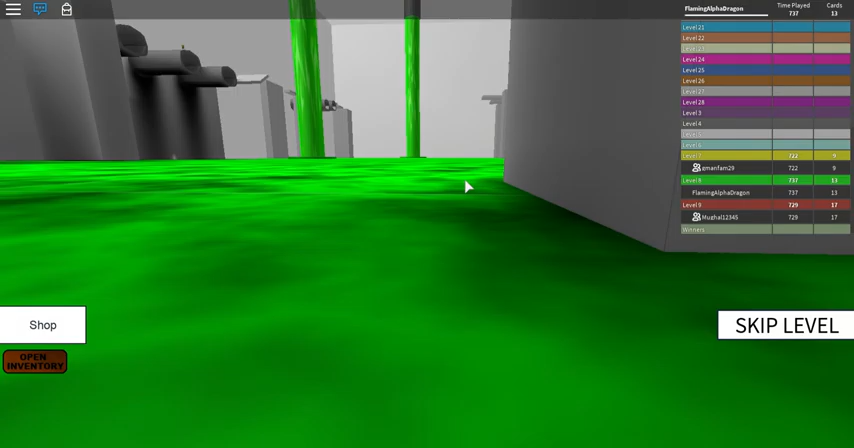 FlamingAlphaDragon
Time Played
737
Cards
13
Level 21
Level 22
Level 24
Level 25
Level 26
Level 27
Level 28
Level 3
Level 4
Level 7 722 9
gmanfam29 722 9
Level 8 737 13
FlamingAlphaDragon 737 13
Level 9 729 17
Mughal12345 729 17
Winners
Shop
OPEN
INVENTORY
SKIP LEVEL